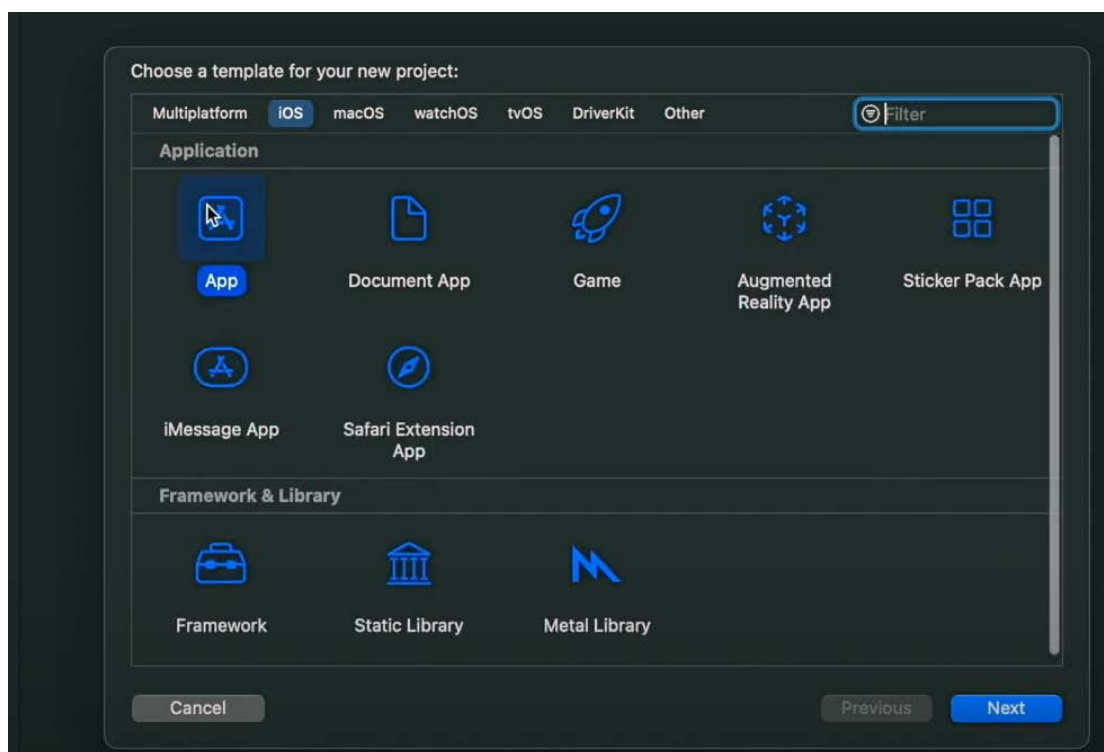 Choose a template for your new project:
Multiplatform iOS macOS watchOS tvOS DriverKit Other Filter
Application
App Document App Game Augmented Reality App Sticker Pack App
iMessage App Safari Extension App
Framework & Library
Framework Static Library Metal Library
Cancel Previous Next